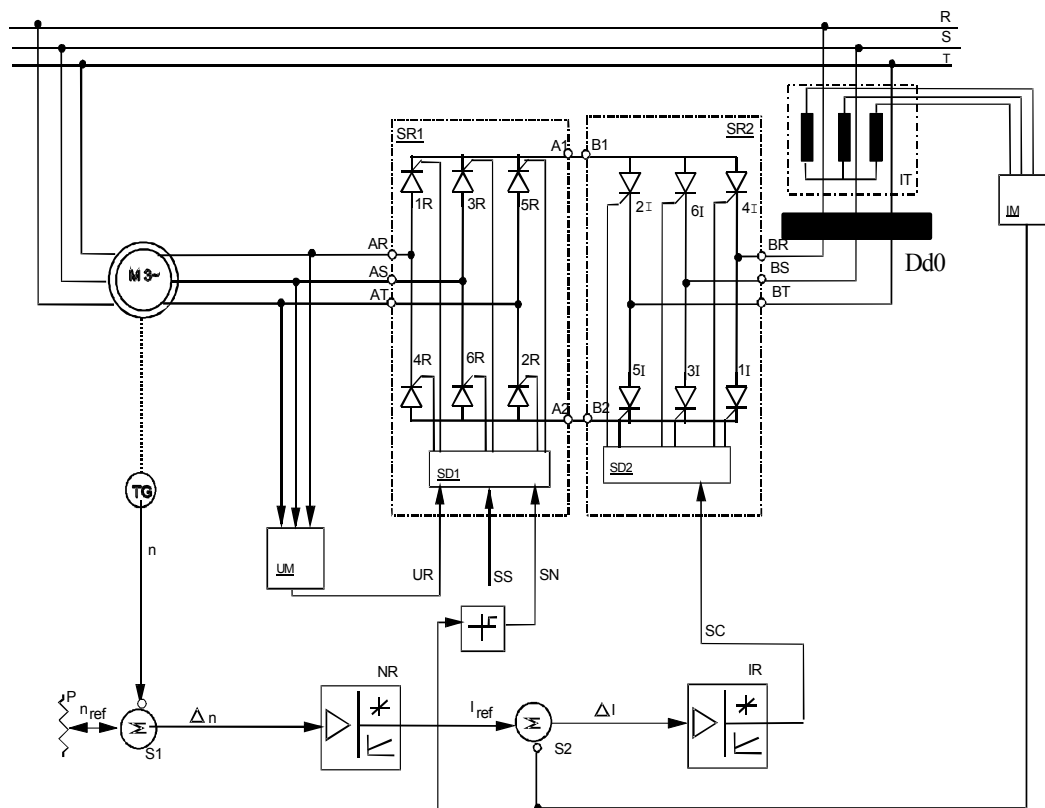 R
S
T
SR1
A1
B1
SR2
IT
IM
1R
3R
5R
2I
6I
4I
AR
AS
AT
BR
BS
BT
Dd0
M 3~
4R
6R
2R
5I
3I
1I
A2
B2
SD1
SD2
TG
n
UM
UR
SS
SN
SC
P
n ref
Σ
S1
Δn
NR
I ref
Σ
S2
ΔI
IR